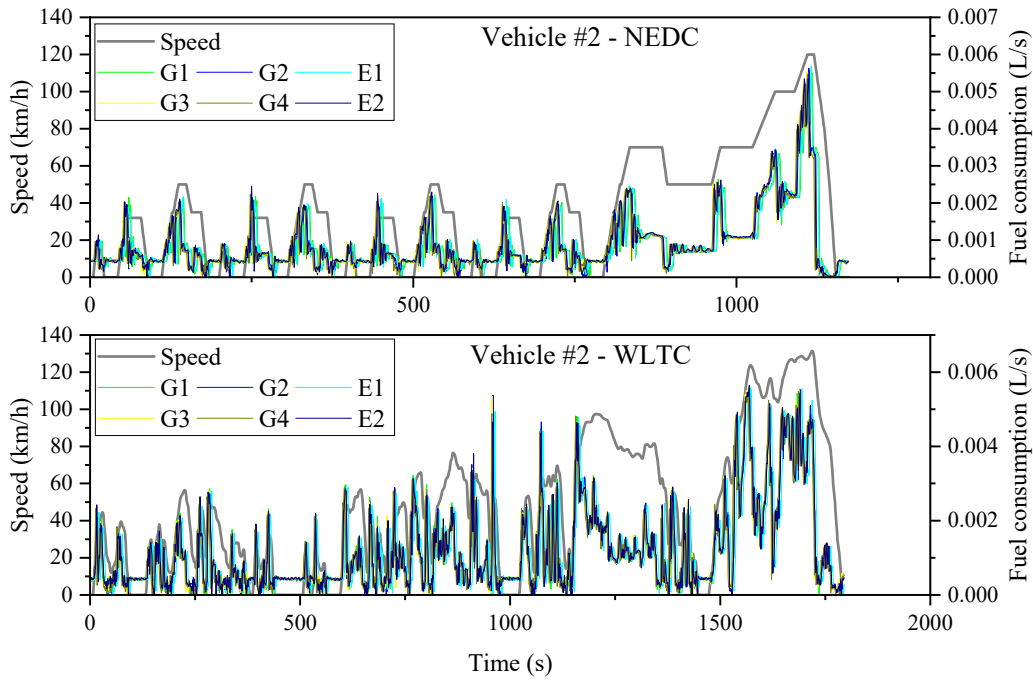 Vehicle #2 - NEDC
Speed
G1 G2 E1
G3 G4 E2
Speed (km/h)
140
120
100
80
60
40
20
0
0.007
0.006
0.005
0.004
0.003
0.002
0.001
0.000
Fuel consumption (L/s)
0 500 1000
Vehicle #2 - WLTC
Speed
G1 G2 E1
G3 G4 E2
Speed (km/h)
140
120
100
80
60
40
20
0
0.006
0.004
0.002
0.000
Fuel consumption (L/s)
0 500 1000 1500 2000
Time (s)